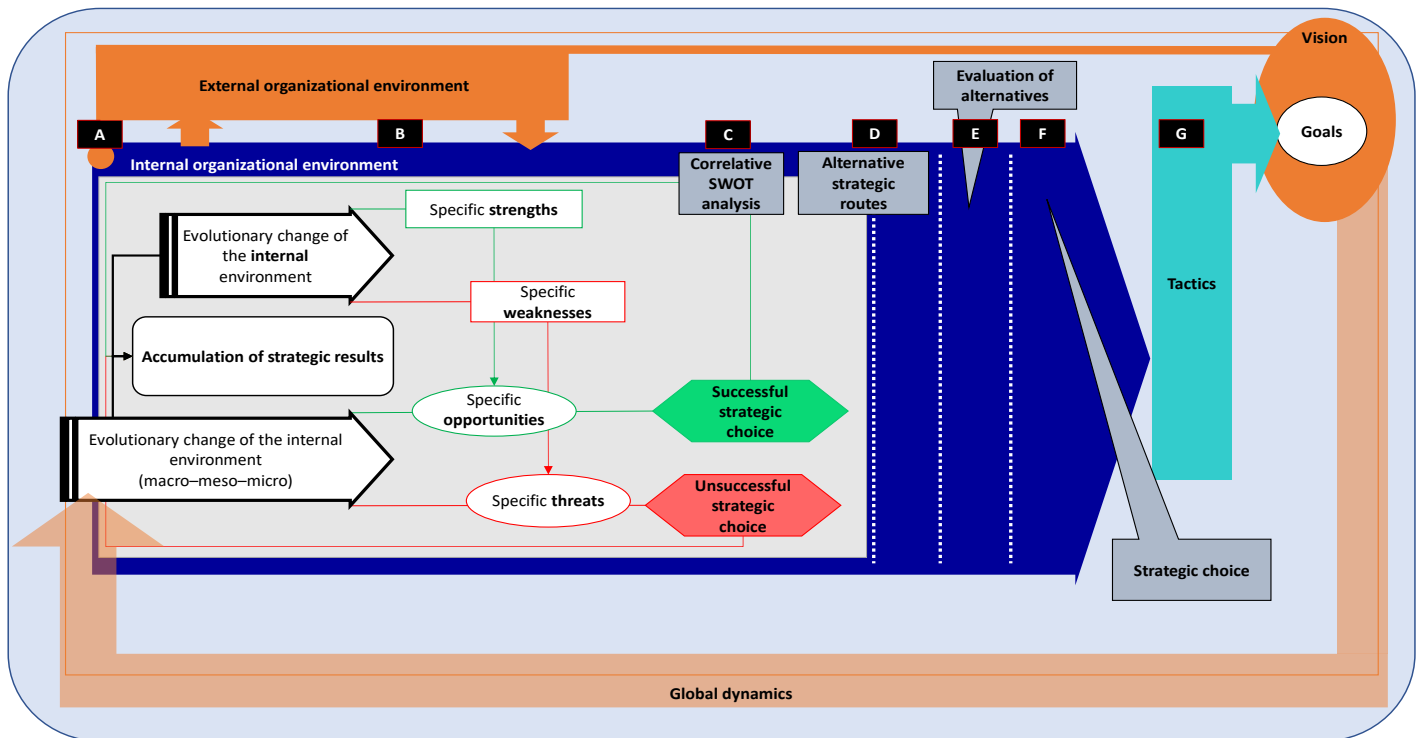 Vision
External organizational environment
Evaluation of
alternatives
A
B
C
D
E
F
G
Goals
Internal organizational environment
Correlative
SWOT
analysis
Alternative
strategic
routes
Specific strengths
Evolutionary change of
the internal
environment
Specific
weaknesses
Tactics
Accumulation of strategic results
Specific
opportunities
Successful
strategic
choice
Evolutionary change of the internal
environment
(macro–meso–micro)
Specific threats
Unsuccessful
strategic
choice
Strategic choice
Global dynamics